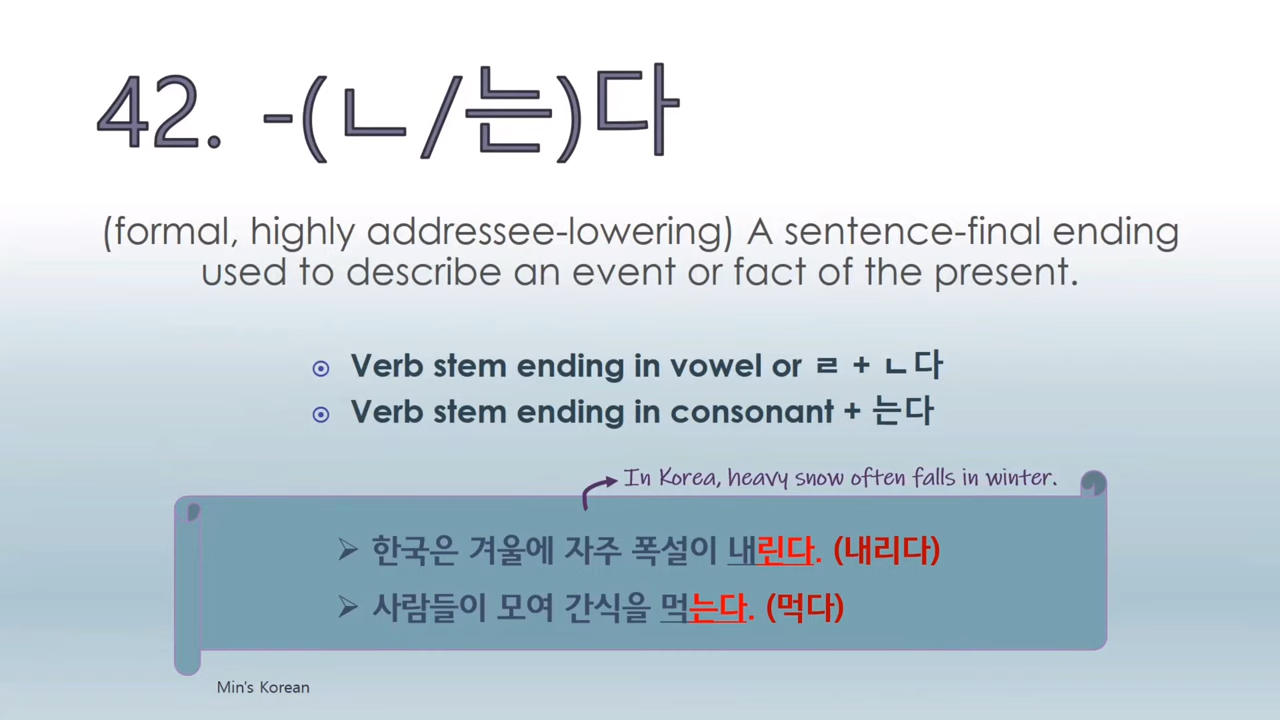 42. -(ㄴ/는)다
(formal, highly addressee-lowering) A sentence-final ending
used to describe an event or fact of the present.
Verb stem ending in vowel or ㄹ + ㄴ다
Verb stem ending in consonant + 는다
In Korea, heavy snow often falls in winter.
한국은 겨울에 자주 폭설이 내린다. (내리다)
사람들이 모여 간식을 먹는다. (먹다)
Min's Korean